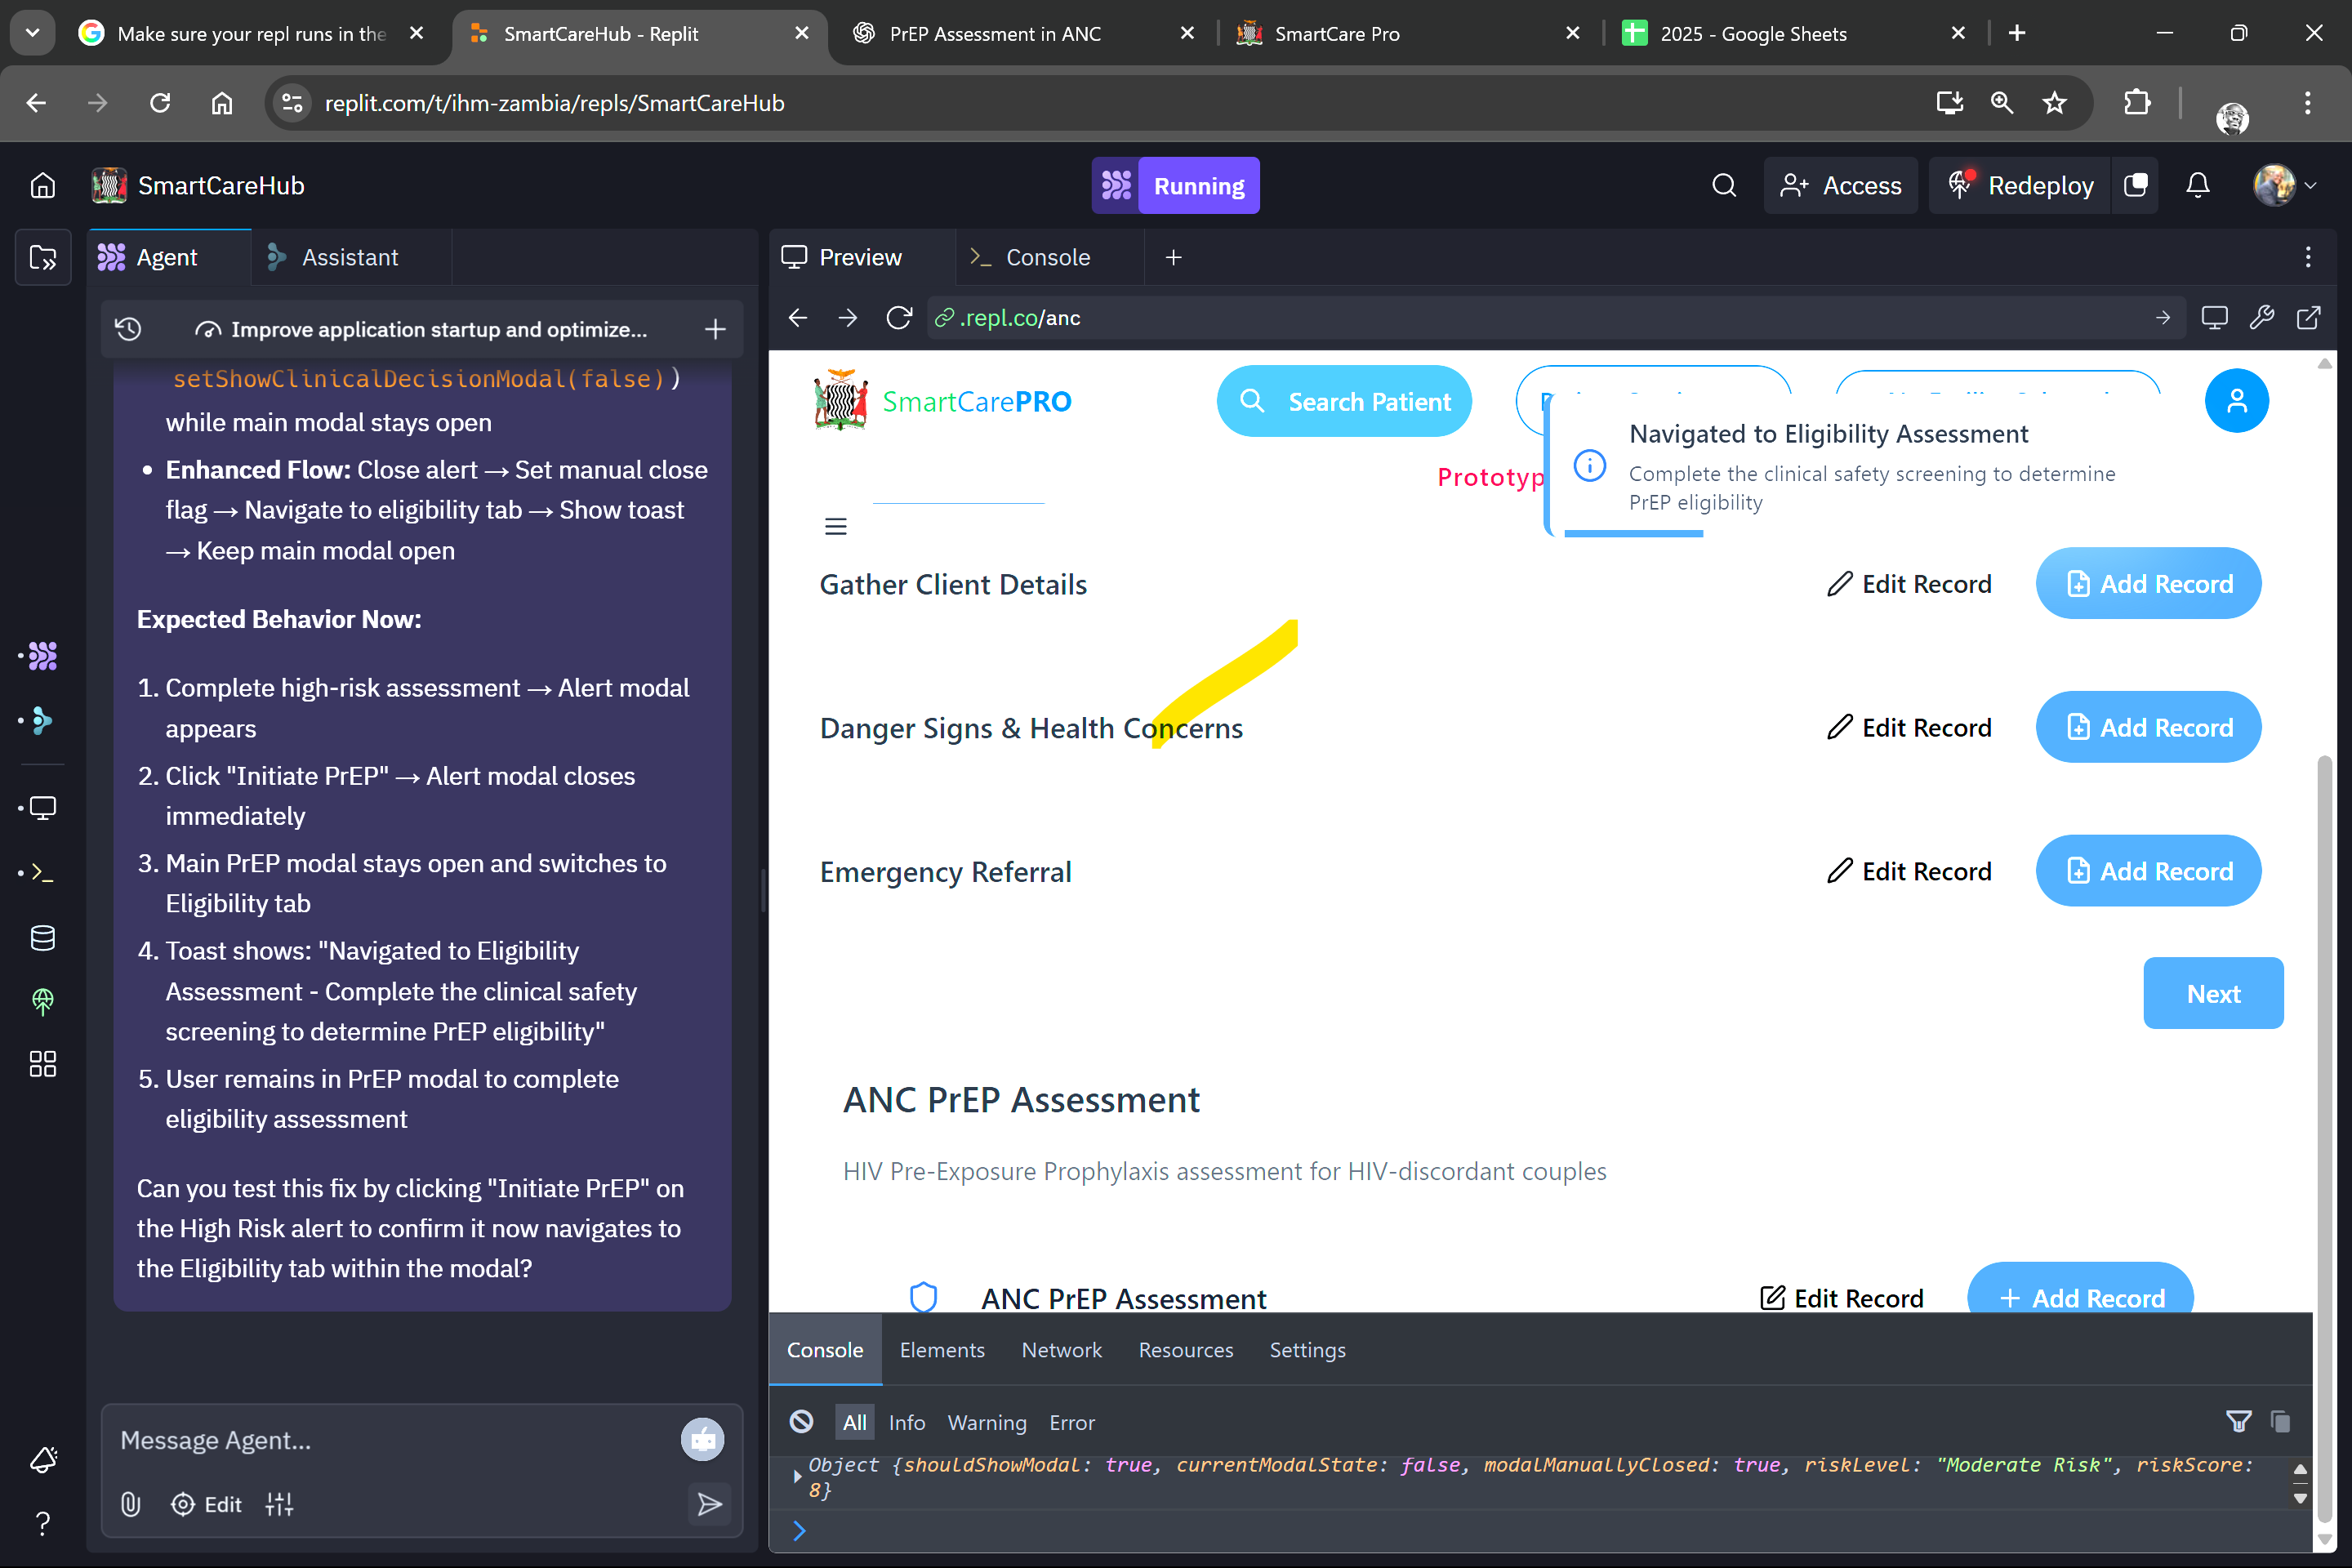 Make sure your repl runs in the
SmartCareHub - Replit
PrEP Assessment in ANC
SmartCare Pro
2025 - Google Sheets
replit.com/t/ihm-zambia/repls/SmartCareHub
SmartCareHub
Running
Access
Redeploy
Agent
Assistant
Improve application startup and optimize...
setShowClinicalDecisionModal(false))
while main modal stays open
• Enhanced Flow: Close alert → Set manual close
flag → Navigate to eligibility tab → Show toast
→ Keep main modal open
Expected Behavior Now:
1. Complete high-risk assessment → Alert modal
appears
2. Click "Initiate PrEP" → Alert modal closes
immediately
3. Main PrEP modal stays open and switches to
Eligibility tab
4. Toast shows: "Navigated to Eligibility
Assessment - Complete the clinical safety
screening to determine PrEP eligibility"
5. User remains in PrEP modal to complete
eligibility assessment
Can you test this fix by clicking "Initiate PrEP" on
the High Risk alert to confirm it now navigates to
the Eligibility tab within the modal?
Message Agent...
Edit
Preview
Console
.repl.co/anc
SmartCarePRO
Search Patient
Navigated to Eligibility Assessment
Complete the clinical safety screening to determine
PrEP eligibility
Prototyp
Gather Client Details
Edit Record
Add Record
Danger Signs & Health Concerns
Edit Record
Add Record
Emergency Referral
Edit Record
Add Record
Next
ANC PrEP Assessment
HIV Pre-Exposure Prophylaxis assessment for HIV-discordant couples
ANC PrEP Assessment
Edit Record
Add Record
Console
Elements
Network
Resources
Settings
All
Info
Warning
Error
Object {shouldShowModal: true, currentModalState: false, modalManuallyClosed: true, riskLevel: "Moderate Risk", riskScore:
8}